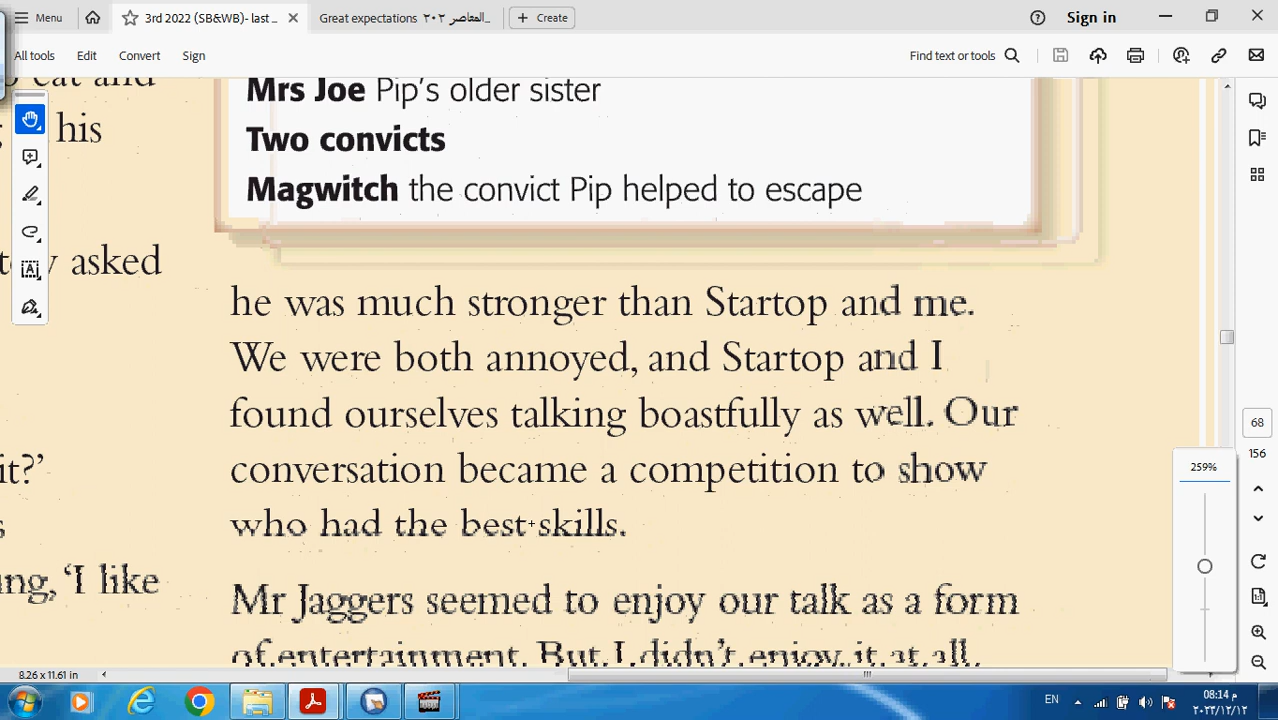 Menu
3rd 2022 (SB&WB)- last ...
Great expectations المعاصر ٢٠٢...
Create
Sign in
All tools
Edit
Convert
Sign
Find text or tools
eat and
his
asked
it?'
s
ng, 'I like
Mrs Joe Pip's older sister
Two convicts
Magwitch the convict Pip helped to escape
he was much stronger than Startop and me.
We were both annoyed, and Startop and I
found ourselves talking boastfully as well. Our
conversation became a competition to show
who had the best skills.
Mr Jaggers seemed to enjoy our talk as a form
of entertainment. But I didn't enjoy it at all.
68
156
259%
8.26 x 11.61 in
EN
08:14 م
٢٠٢٣/١٢/١٢